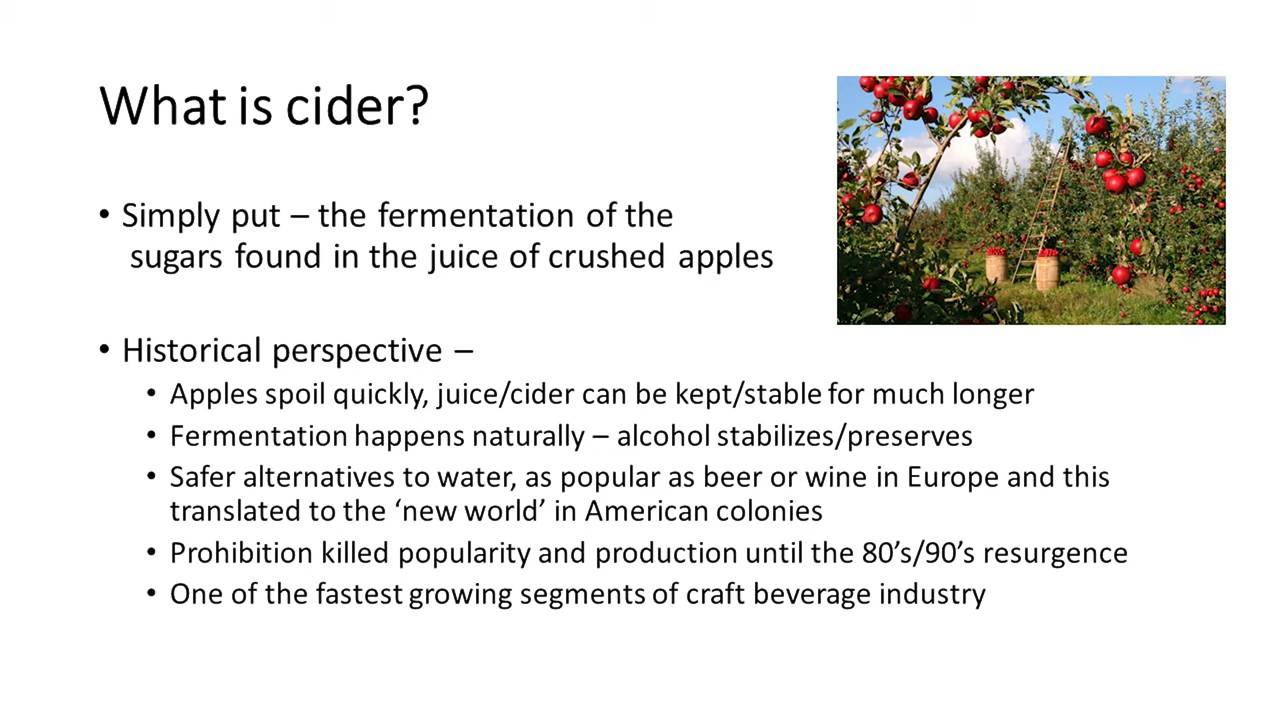 What is cider?
• Simply put – the fermentation of the
sugars found in the juice of crushed apples
• Historical perspective –
• Apples spoil quickly, juice/cider can be kept/stable for much longer
• Fermentation happens naturally – alcohol stabilizes/preserves
• Safer alternatives to water, as popular as beer or wine in Europe and this
translated to the ‘new world’ in American colonies
• Prohibition killed popularity and production until the 80’s/90’s resurgence
• One of the fastest growing segments of craft beverage industry